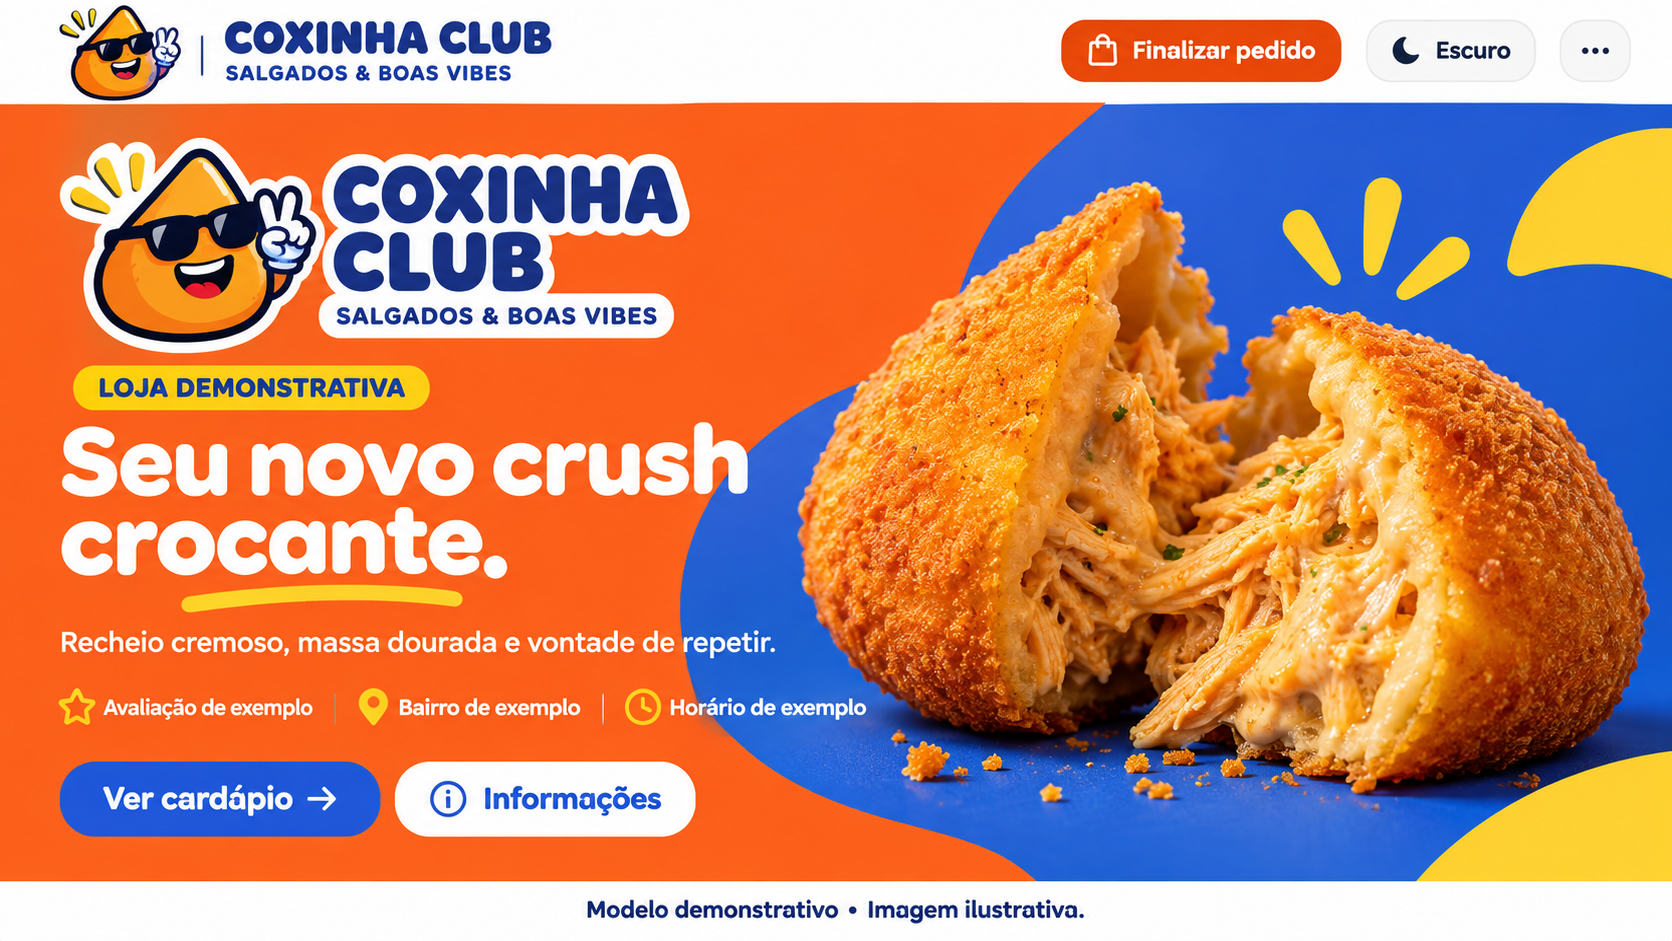 COXINHA CLUB
SALGADOS & BOAS VIBES
Finalizar pedido
Escuro
COXINHA
CLUB
SALGADOS & BOAS VIBES
LOJA DEMONSTRATIVA
Seu novo crush
crocante.
Recheio cremoso, massa dourada e vontade de repetir.
Avaliação de exemplo
Bairro de exemplo
Horário de exemplo
Ver cardápio →
Informações
Modelo demonstrativo • Imagem ilustrativa.